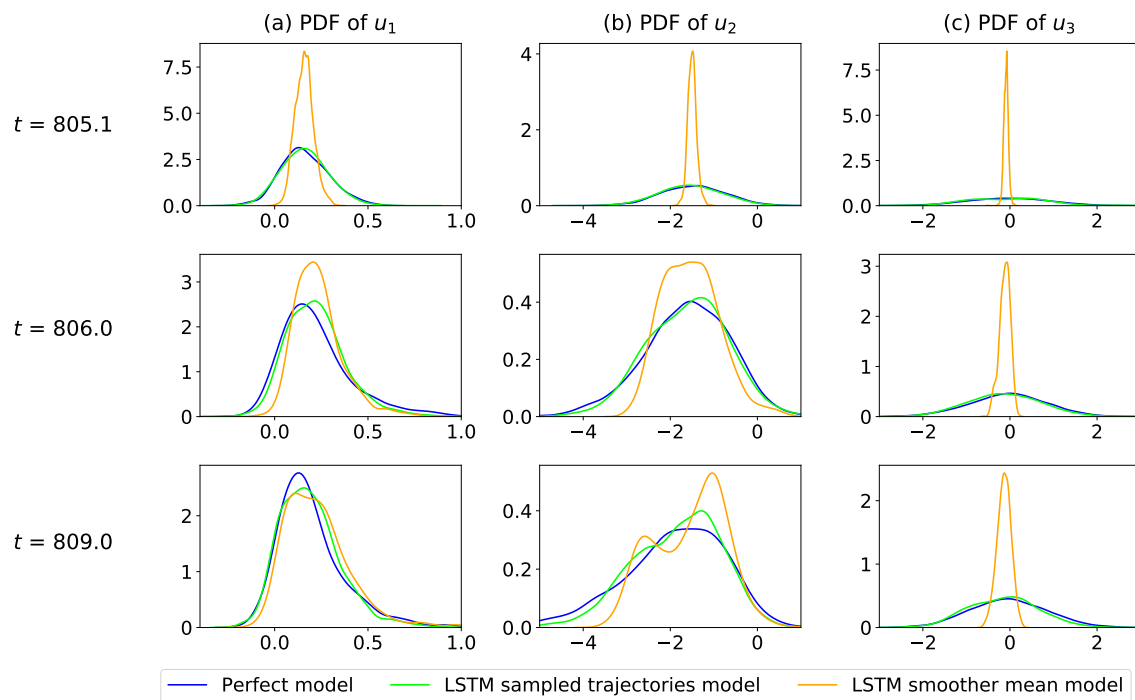 (a) PDF of u₁ (b) PDF of u₂ (c) PDF of u₃
t = 805.1
7.5
5.0
2.5
0.0
0.0 0.5 1.0
4
2
0
−4 −2 0
7.5
5.0
2.5
0.0
−2 0 2
t = 806.0
3
2
1
0
0.0 0.5 1.0
0.4
0.2
0.0
−4 −2 0
3
2
1
0
−2 0 2
t = 809.0
2
1
0
0.0 0.5 1.0
0.4
0.2
0.0
−4 −2 0
2
1
0
−2 0 2
Perfect model LSTM sampled trajectories model LSTM smoother mean model